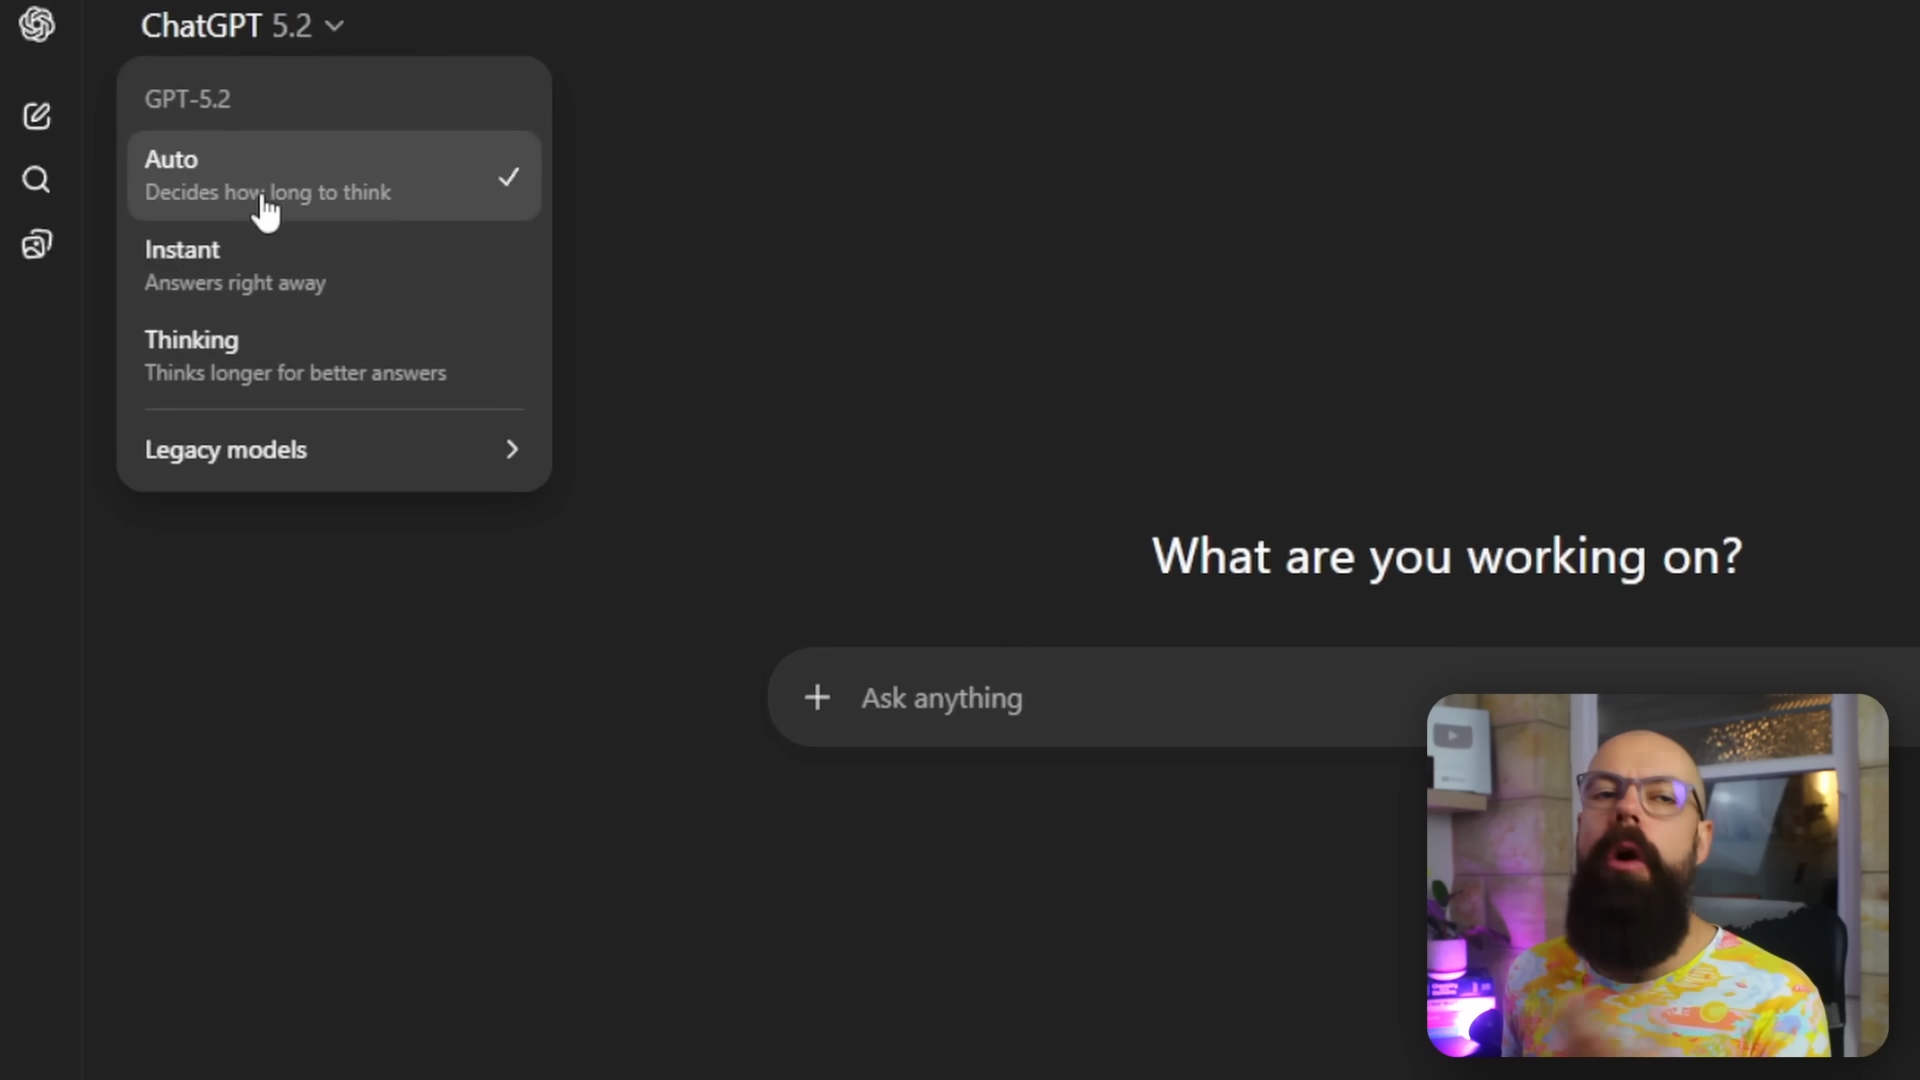 ChatGPT 5.2
GPT-5.2
Auto
Decides how long to think
Instant
Answers right away
Thinking
Thinks longer for better answers
Legacy models
What are you working on?
Ask anything